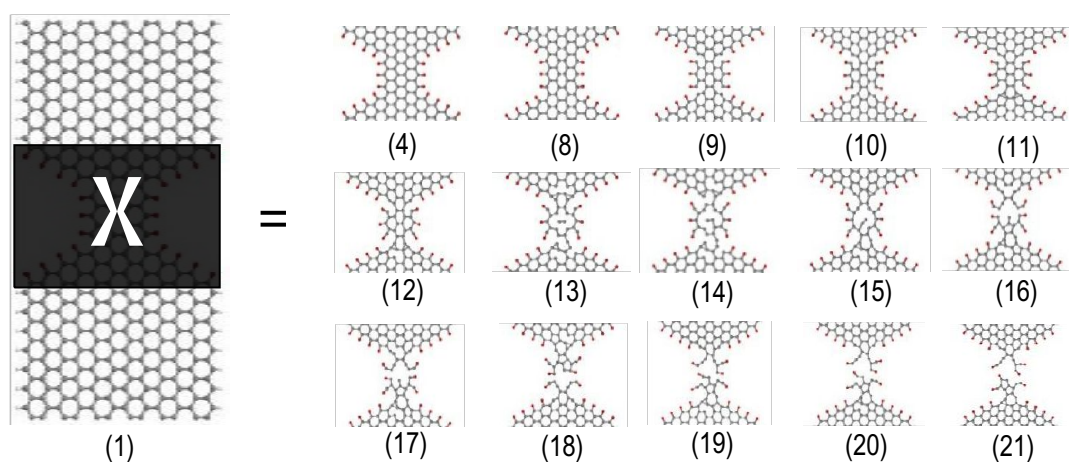 X
=
(4) (8) (9) (10) (11)
(12) (13) (14) (15) (16)
(17) (18) (19) (20) (21)
(1)